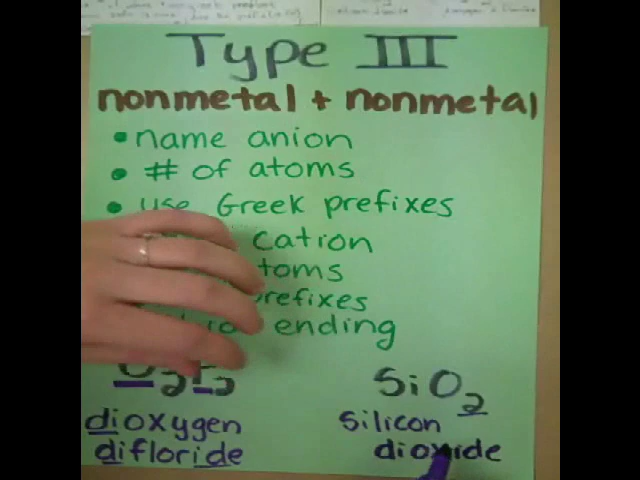 Type III
nonmetal + nonmetal
• name anion
• # of atoms
• use Greek prefixes
cation
toms
refixes
ending
O2F2 SiO2
dioxygen silicon
difloride dioxide